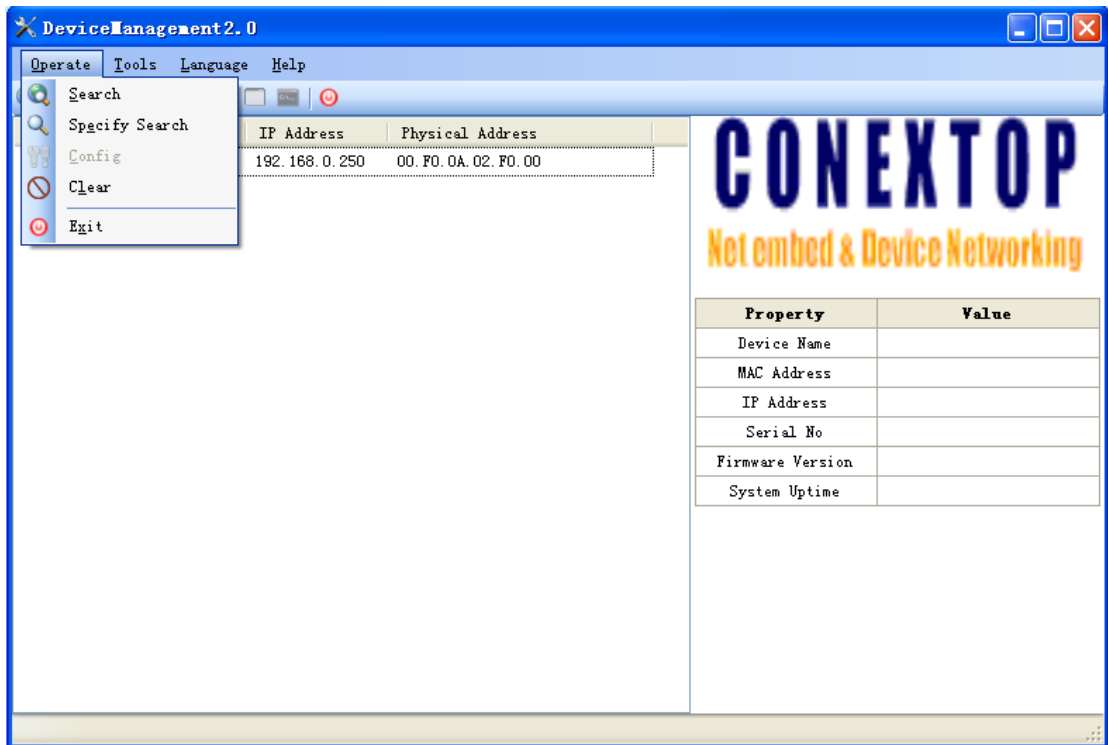 DeviceManagement2.0
Operate Tools Language Help
Search
Specify Search
Config
Clear
Exit
IP Address Physical Address
192.168.0.250 00.F0.0A.02.F0.00
CONEXTOP
Net embed & Device Networking
Property Value
Device Name
MAC Address
IP Address
Serial No
Firmware Version
System Uptime